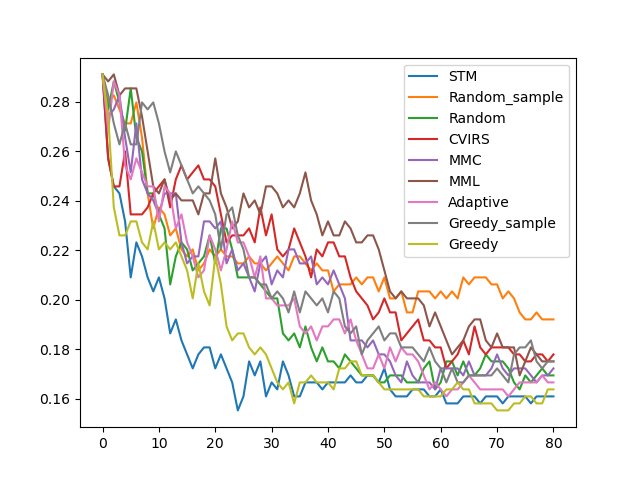 0.28
0.26
0.24
0.22
0.20
0.18
0.16
0 10 20 30 40 50 60 70 80
STM
Random_sample
Random
CVIRS
MMC
MML
Adaptive
Greedy_sample
Greedy